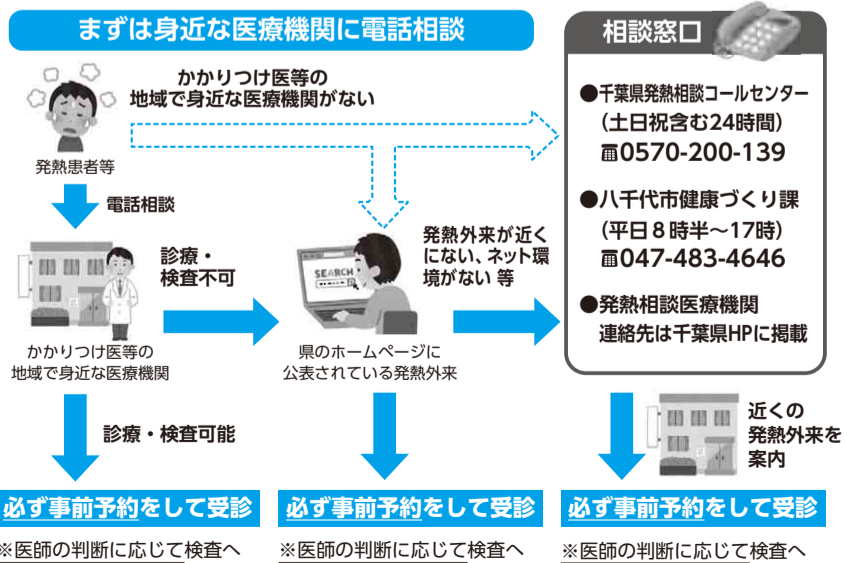 まずは身近な医療機関に電話相談
かかりつけ医等の
地域で身近な医療機関がない
発熱患者等
電話相談
診療・
検査不可
かかりつけ医等の
地域で身近な医療機関
診療・検査可能
必ず事前予約をして受診
※医師の判断に応じて検査へ
SEARCH
県のホームページに
公表されている発熱外来
発熱外来が近く
にない、ネット環
境がない 等
必ず事前予約をして受診
※医師の判断に応じて検査へ
相談窓口
●千葉県発熱相談コールセンター
(土日祝含む24時間)
☎0570-200-139
●八千代市健康づくり課
(平日8時半〜17時)
☎047-483-4646
●発熱相談医療機関
連絡先は千葉県HPに掲載
近くの
発熱外来を
案内
必ず事前予約をして受診
※医師の判断に応じて検査へ